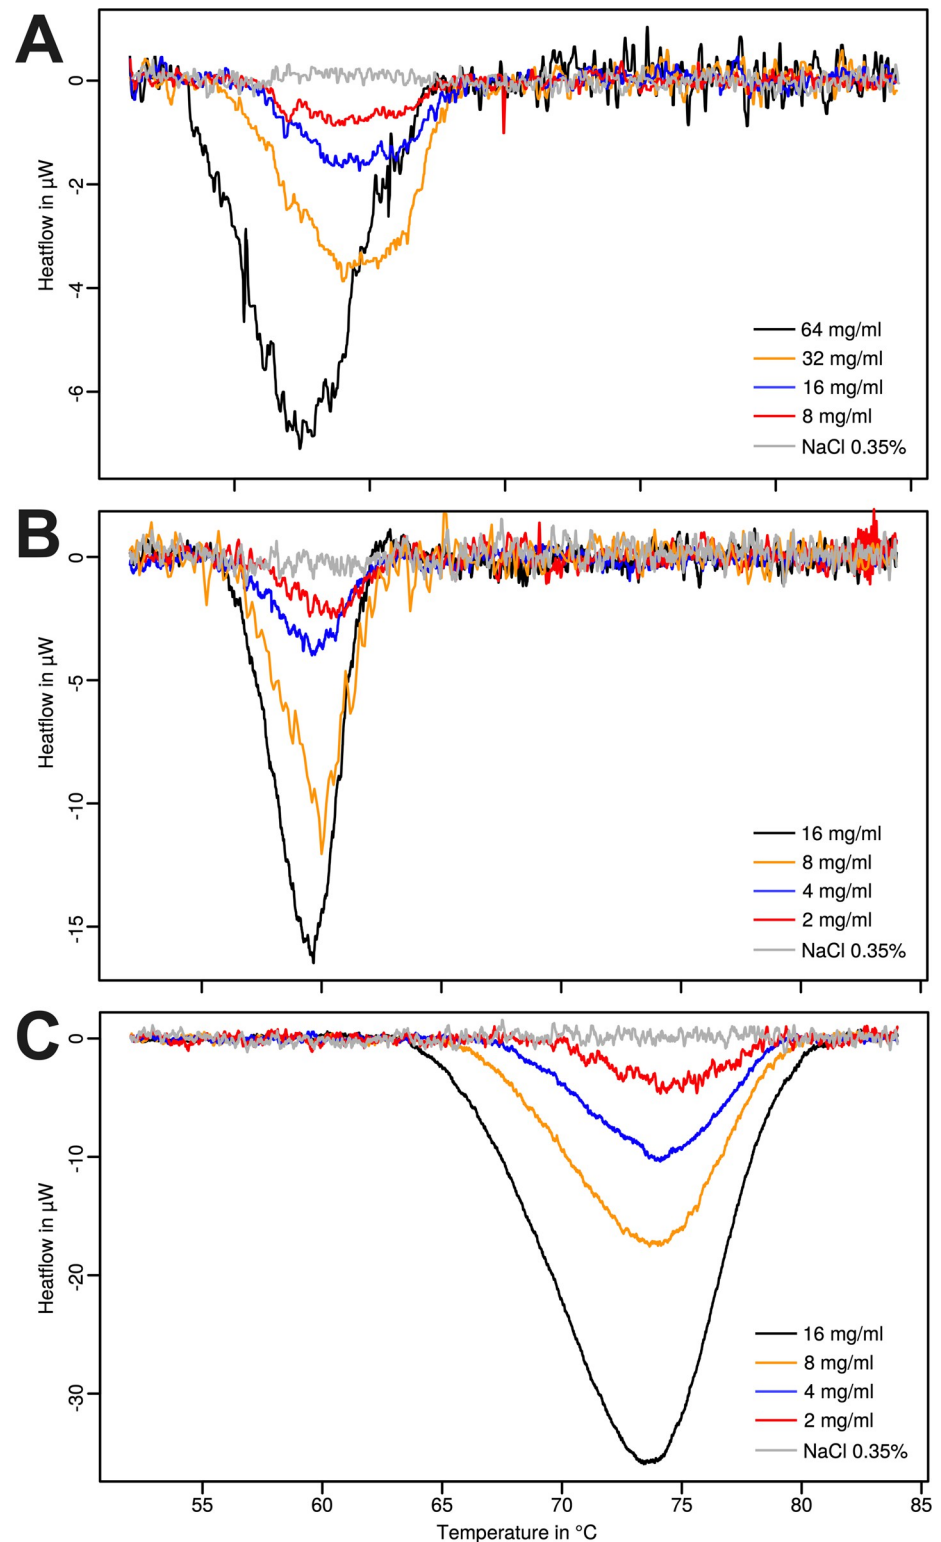 A
0
-2
-4
-6
Heatflow in µW
64 mg/ml
32 mg/ml
16 mg/ml
8 mg/ml
NaCl 0.35%
B
0
-5
-10
-15
Heatflow in µW
16 mg/ml
8 mg/ml
4 mg/ml
2 mg/ml
NaCl 0.35%
C
0
-10
-20
-30
Heatflow in µW
16 mg/ml
8 mg/ml
4 mg/ml
2 mg/ml
NaCl 0.35%
55 60 65 70 75 80 85
Temperature in °C